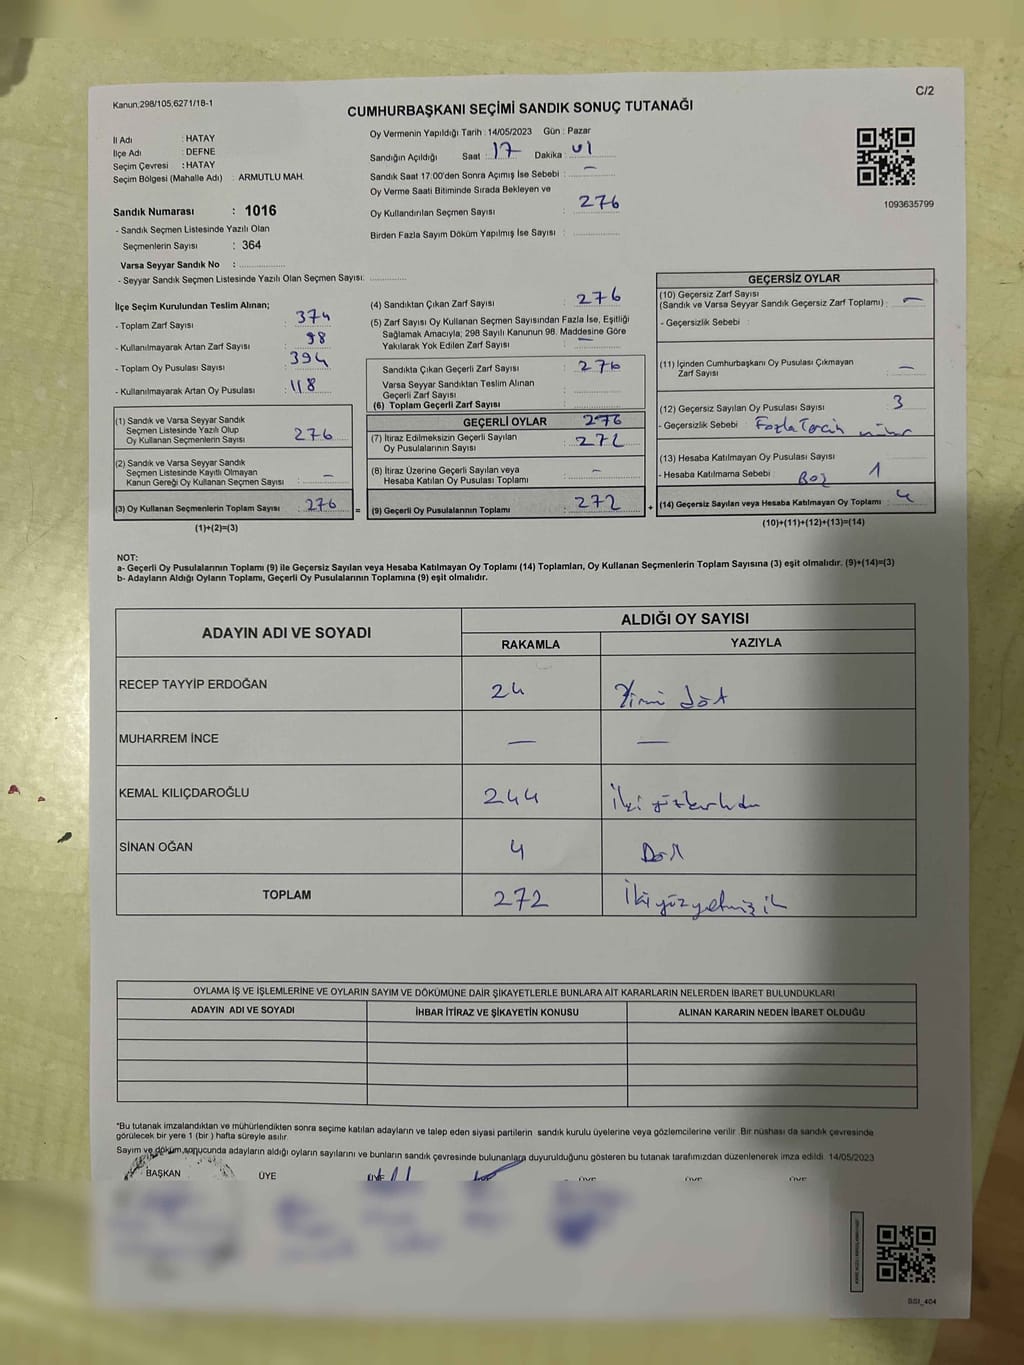 Kanun;298/105;6271/18-1
C/2
CUMHURBAŞKANI SEÇİMİ SANDIK SONUÇ TUTANAĞI
İl Adı : HATAY
İlçe Adı : DEFNE
Seçim Çevresi : HATAY
Seçim Bölgesi (Mahalle Adı) : ARMUTLU MAH.
Sandık Numarası : 1016
- Sandık Seçmen Listesinde Yazılı Olan
Seçmenlerin Sayısı : 364
Varsa Seyyar Sandık No :
- Seyyar Sandık Seçmen Listesinde Yazılı Olan Seçmen Sayısı:
Oy Vermenin Yapıldığı Tarih : 14/05/2023 Gün : Pazar
Sandığın Açıldığı Saat : 17 Dakika : 01
Sandık Saat 17:00'den Sonra Açımış İse Sebebi : —
Oy Verme Saati Bitiminde Sırada Bekleyen ve
Oy Kullandırılan Seçmen Sayısı : 276
Birden Fazla Sayım Döküm Yapılmış İse Sayısı :
1093635799
İlçe Seçim Kurulundan Teslim Alınan;
- Toplam Zarf Sayısı : 374
- Kullanılmayarak Artan Zarf Sayısı : 98
- Toplam Oy Pusulası Sayısı : 394
- Kullanılmayarak Artan Oy Pusulası : 118
(1) Sandık ve Varsa Seyyar Sandık
Seçmen Listesinde Yazılı Olup
Oy Kullanan Seçmenlerin Sayısı : 276
(2) Sandık ve Varsa Seyyar Sandık
Seçmen Listesinde Kayıtlı Olmayan
Kanun Gereği Oy Kullanan Seçmen Sayısı : —
(3) Oy Kullanan Seçmenlerin Toplam Sayısı : 276 =
(1)+(2)=(3)
(4) Sandıktan Çıkan Zarf Sayısı : 276
(5) Zarf Sayısı Oy Kullanan Seçmen Sayısından Fazla İse, Eşitliği
Sağlamak Amacıyla; 298 Sayılı Kanunun 98. Maddesine Göre
Yakılarak Yok Edilen Zarf Sayısı : —
Sandıkta Çıkan Geçerli Zarf Sayısı : 276
Varsa Seyyar Sandıktan Teslim Alınan
Geçerli Zarf Sayısı :
(6) Toplam Geçerli Zarf Sayısı : 276
GEÇERLİ OYLAR
(7) İtiraz Edilmeksizin Geçerli Sayılan
Oy Pusulalarının Sayısı : 272
(8) İtiraz Üzerine Geçerli Sayılan veya
Hesaba Katılan Oy Pusulası Toplamı : —
(9) Geçerli Oy Pusulalarının Toplamı : 272 +
GEÇERSİZ OYLAR
(10) Geçersiz Zarf Sayısı
(Sandık ve Varsa Seyyar Sandık Geçersiz Zarf Toplamı) : —
- Geçersizlik Sebebi :
(11) İçinden Cumhurbaşkanı Oy Pusulası Çıkmayan
Zarf Sayısı : —
(12) Geçersiz Sayılan Oy Pusulası Sayısı : 3
- Geçersizlik Sebebi : Fazla Tercih mühür
(13) Hesaba Katılmayan Oy Pusulası Sayısı :
- Hesaba Katılmama Sebebi : Boş 1
(14) Geçersiz Sayılan veya Hesaba Katılmayan Oy Toplamı : 4
(10)+(11)+(12)+(13)=(14)
NOT:
a- Geçerli Oy Pusulalarının Toplamı (9) ile Geçersiz Sayılan veya Hesaba Katılmayan Oy Toplamı (14) Toplamları, Oy Kullanan Seçmenlerin Toplam Sayısına (3) eşit olmalıdır. (9)+(14)=(3)
b- Adayların Aldığı Oyların Toplamı, Geçerli Oy Pusulalarının Toplamına (9) eşit olmalıdır.
ADAYIN ADI VE SOYADI
ALDIĞI OY SAYISI
RAKAMLA YAZIYLA
RECEP TAYYİP ERDOĞAN 24 Yirmi dört
MUHARREM İNCE — —
KEMAL KILIÇDAROĞLU 244 İki yüzkırkdört
SİNAN OĞAN 4 Dört
TOPLAM 272 İkiyüzyetmiş iki
OYLAMA İŞ VE İŞLEMLERİNE VE OYLARIN SAYIM VE DÖKÜMÜNE DAİR ŞİKAYETLERLE BUNLARA AİT KARARLARIN NELERDEN İBARET BULUNDUKLARI
ADAYIN ADI VE SOYADI İHBAR İTİRAZ VE ŞİKAYETİN KONUSU ALINAN KARARIN NEDEN İBARET OLDUĞU
"Bu tutanak imzalandıktan ve mühürlendikten sonra seçime katılan adayların ve talep eden siyasi partilerin sandık kurulu üyelerine veya gözlemcilerine verilir. Bir nüshası da sandık çevresinde
görülecek bir yere 1 (bir ) hafta süreyle asılır.
Sayım ve döküm sonucunda adayların aldığı oyların sayılarını ve bunların sandık çevresinde bulunanlara duyurulduğunu gösteren bu tutanak tarafımızdan düzenlenerek imza edildi. 14/05/2023
BAŞKAN ÜYE ÜYE ÜYE ÜYE ÜYE
BSI_404